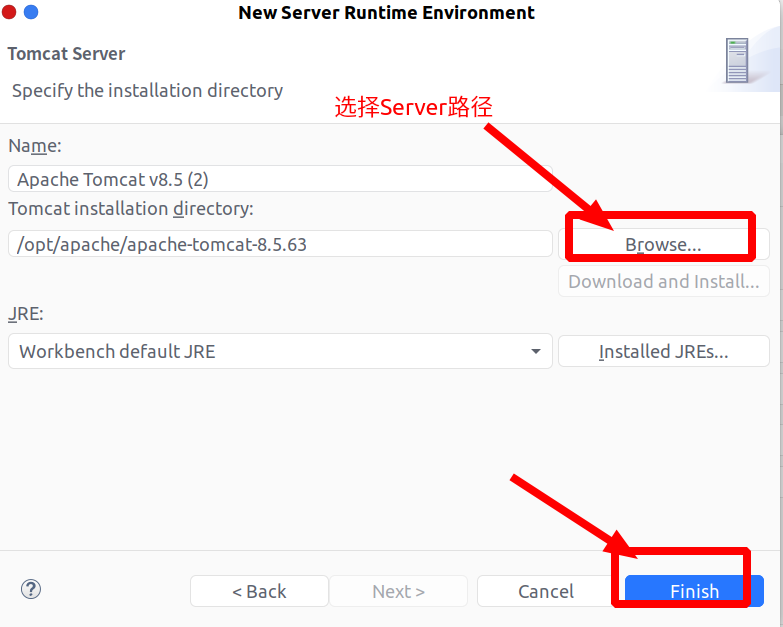 New Server Runtime Environment
Tomcat Server
Specify the installation directory
选择Server路径
Name:
Apache Tomcat v8.5 (2)
Tomcat installation directory:
/opt/apache/apache-tomcat-8.5.63
Browse...
Download and Install...
JRE:
Workbench default JRE
Installed JREs...
?
< Back
Next >
Cancel
Finish